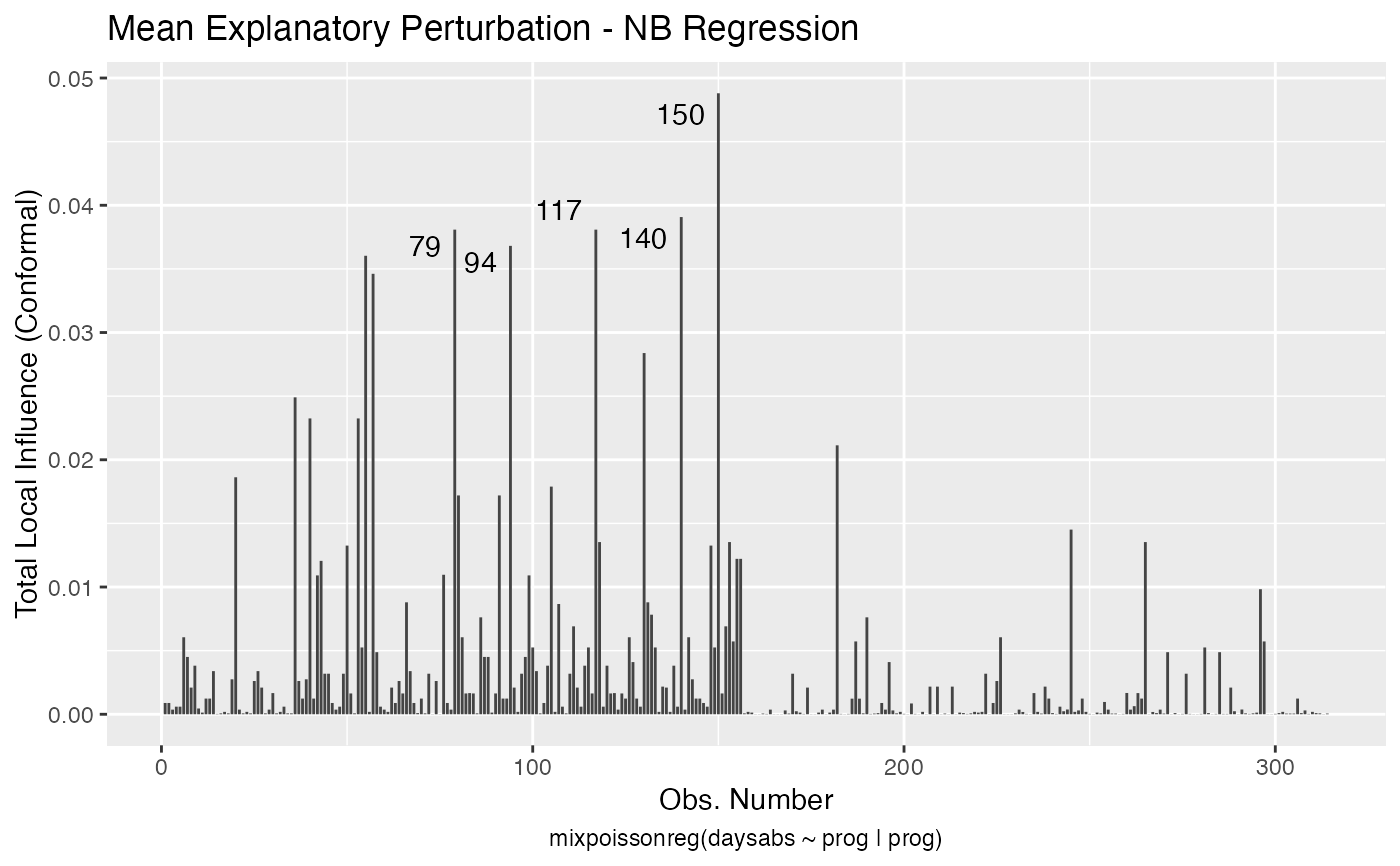 Mean Explanatory Perturbation - NB Regression
Total Local Influence (Conformal)
0.05
0.04
0.03
0.02
0.01
0.00
150
117
140
79
94
0 100 200 300
Obs. Number
mixpoissonreg(daysabs ~ prog | prog)